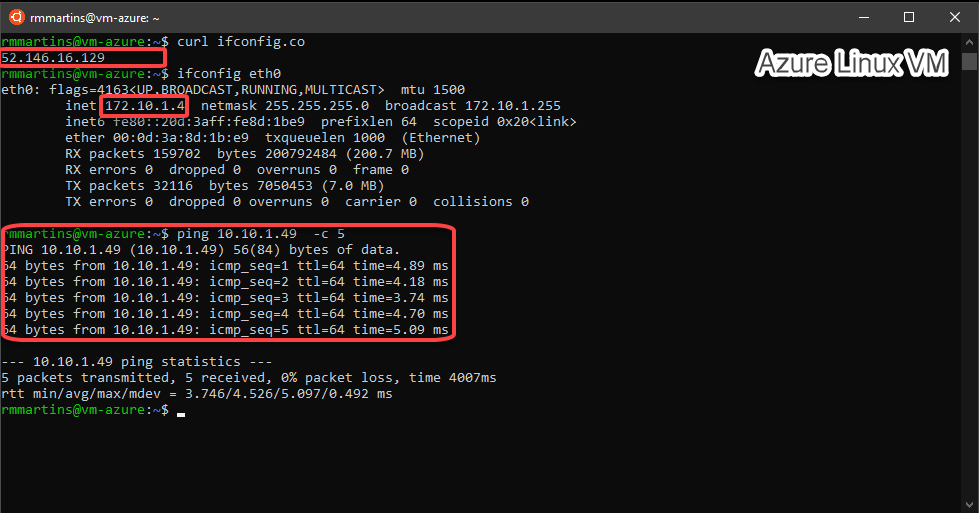 rmmartins@vm-azure: ~
rmmartins@vm-azure:~$ curl ifconfig.co
52.146.16.129
Azure Linux VM
rmmartins@vm-azure:~$ ifconfig eth0
eth0: flags=4163<UP,BROADCAST,RUNNING,MULTICAST>  mtu 1500
        inet 172.10.1.4  netmask 255.255.255.0  broadcast 172.10.1.255
        inet6 fe80::20d:3aff:fe8d:1be9  prefixlen 64  scopeid 0x20<link>
        ether 00:0d:3a:8d:1b:e9  txqueuelen 1000  (Ethernet)
        RX packets 159702  bytes 200792484 (200.7 MB)
        RX errors 0  dropped 0  overruns 0  frame 0
        TX packets 32116  bytes 7050453 (7.0 MB)
        TX errors 0  dropped 0 overruns 0  carrier 0  collisions 0
rmmartins@vm-azure:~$ ping 10.10.1.49  -c 5
PING 10.10.1.49 (10.10.1.49) 56(84) bytes of data.
64 bytes from 10.10.1.49: icmp_seq=1 ttl=64 time=4.89 ms
64 bytes from 10.10.1.49: icmp_seq=2 ttl=64 time=4.18 ms
64 bytes from 10.10.1.49: icmp_seq=3 ttl=64 time=3.74 ms
64 bytes from 10.10.1.49: icmp_seq=4 ttl=64 time=4.70 ms
64 bytes from 10.10.1.49: icmp_seq=5 ttl=64 time=5.09 ms
--- 10.10.1.49 ping statistics ---
5 packets transmitted, 5 received, 0% packet loss, time 4007ms
rtt min/avg/max/mdev = 3.746/4.526/5.097/0.492 ms
rmmartins@vm-azure:~$